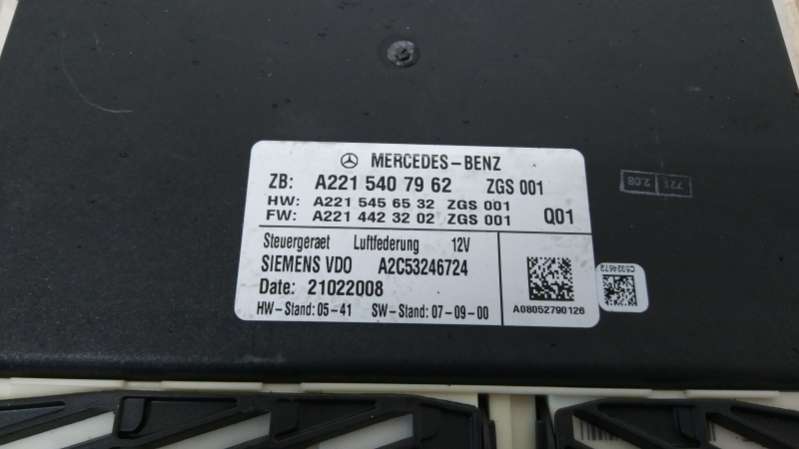 MERCEDES-BENZ
ZB: A221 540 79 62 ZGS 001
HW: A221 545 65 32 ZGS 001
FW: A221 442 32 02 ZGS 001 Q01
Steuergeraet Luftfederung 12V
SIEMENS VDO A2C53246724
Date: 21022008
HW-Stand: 05-41 SW-Stand: 07-09-00
A08052790126
2.08